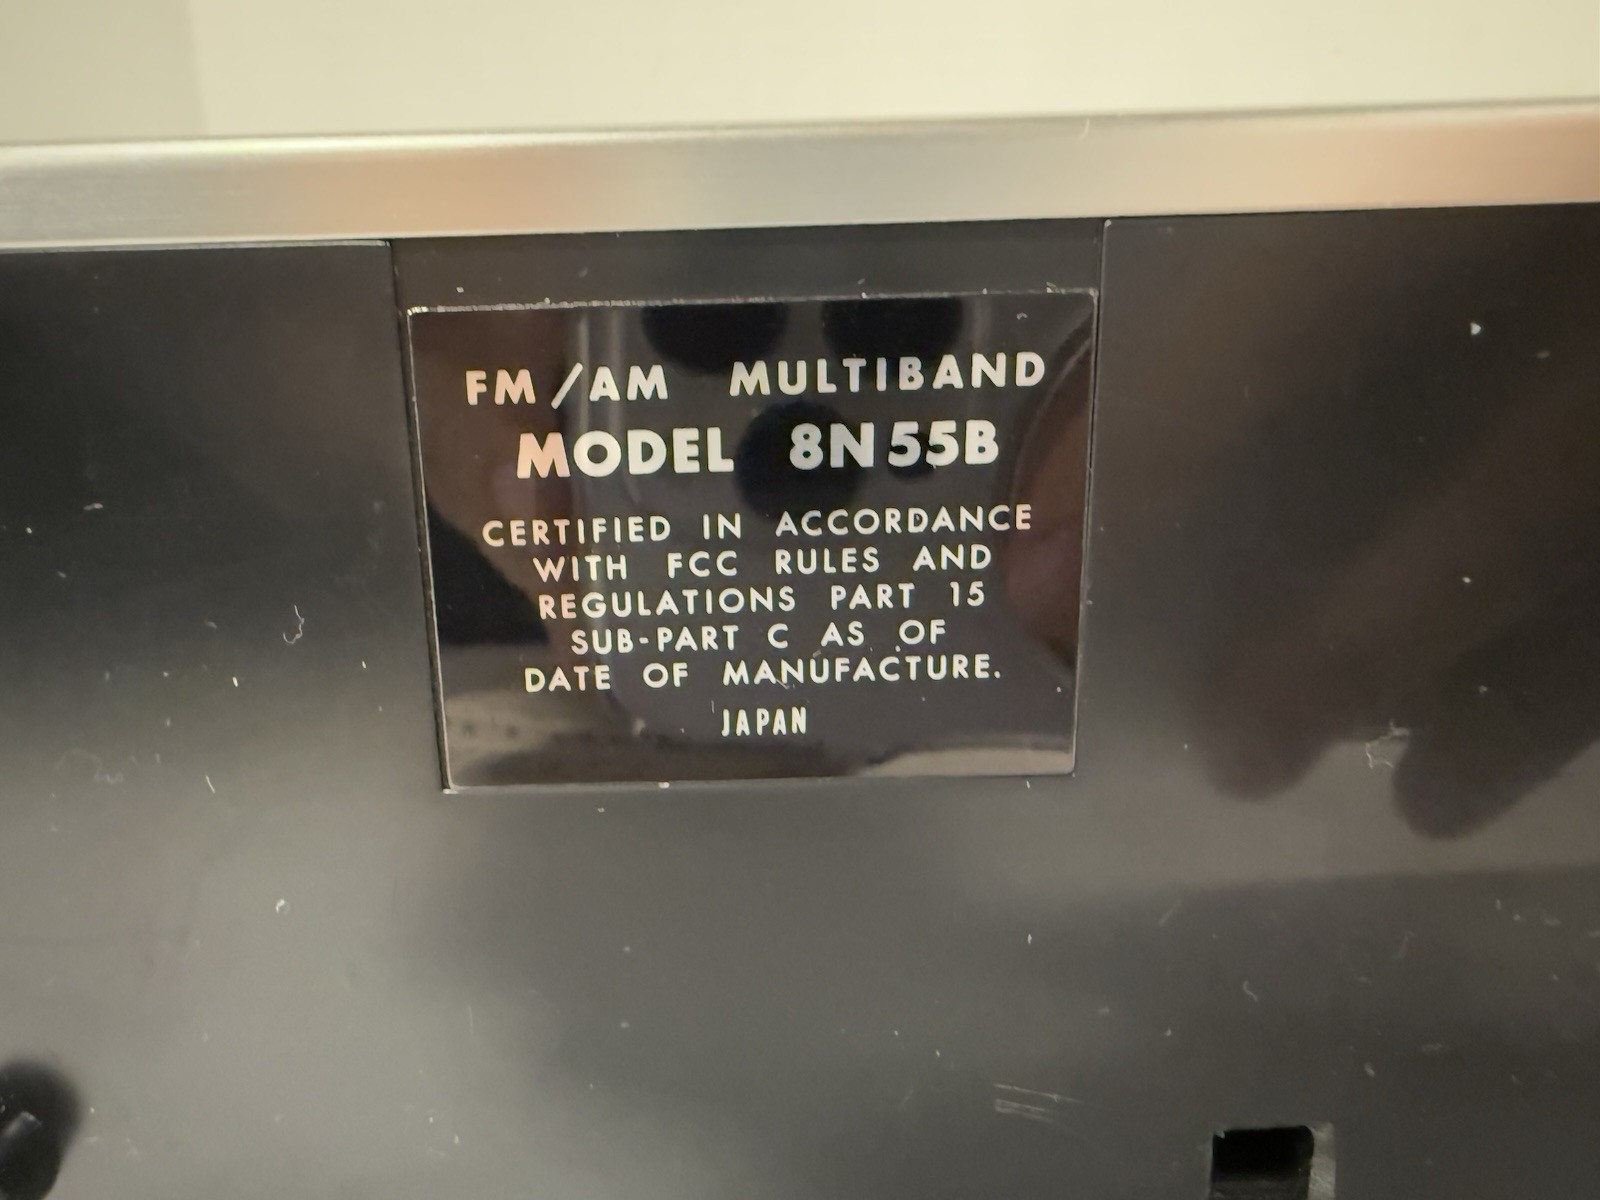 FM/AM MULTIBAND
MODEL 8N55B
CERTIFIED IN ACCORDANCE
WITH FCC RULES AND
REGULATIONS PART 15
SUB-PART C AS OF
DATE OF MANUFACTURE.
JAPAN